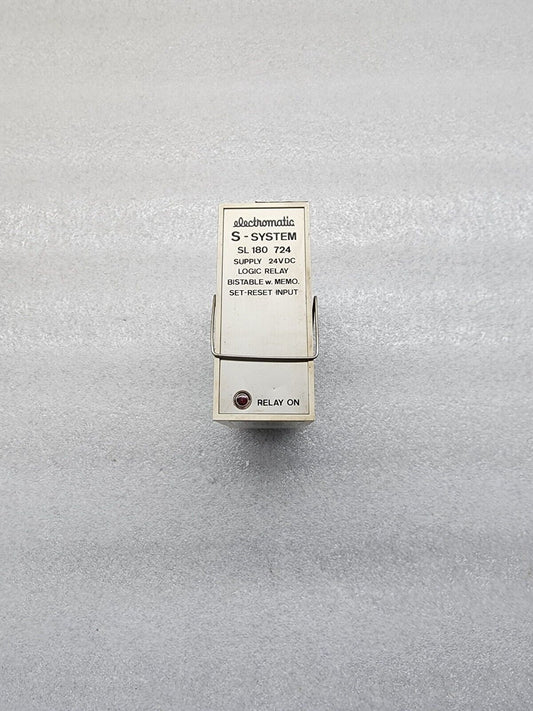 electromatic
S - SYSTEM
SL 180 724
SUPPLY 24VDC
LOGIC RELAY
BISTABLE w. MEMO.
SET-RESET INPUT
RELAY ON